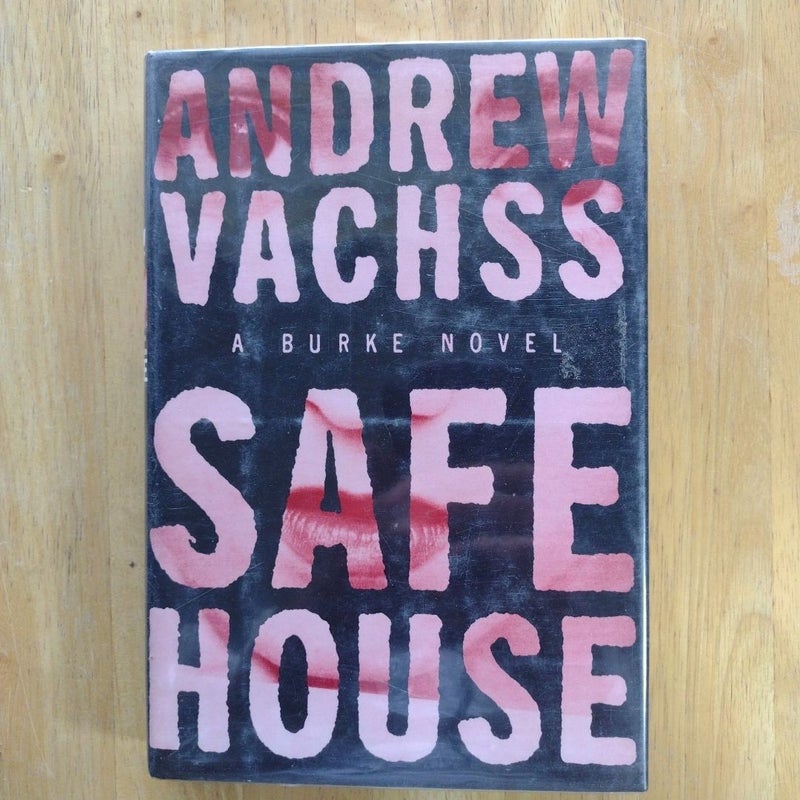 ANDREW
VACHSS
A BURKE NOVEL
SAFE
HOUSE